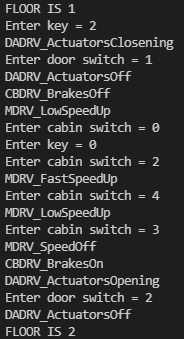 FLOOR IS 1
Enter key = 2
DADRV_ActuatorsClosening
Enter door switch = 1
DADRV_ActuatorsOff
CBDRV_BrakesOff
MDRV_LowSpeedUp
Enter cabin switch = 0
Enter key = 0
Enter cabin switch = 2
MDRV_FastSpeedUp
Enter cabin switch = 4
MDRV_LowSpeedUp
Enter cabin switch = 3
MDRV_SpeedOff
CBDRV_BrakesOn
DADRV_ActuatorsOpening
Enter door switch = 2
DADRV_ActuatorsOff
FLOOR IS 2